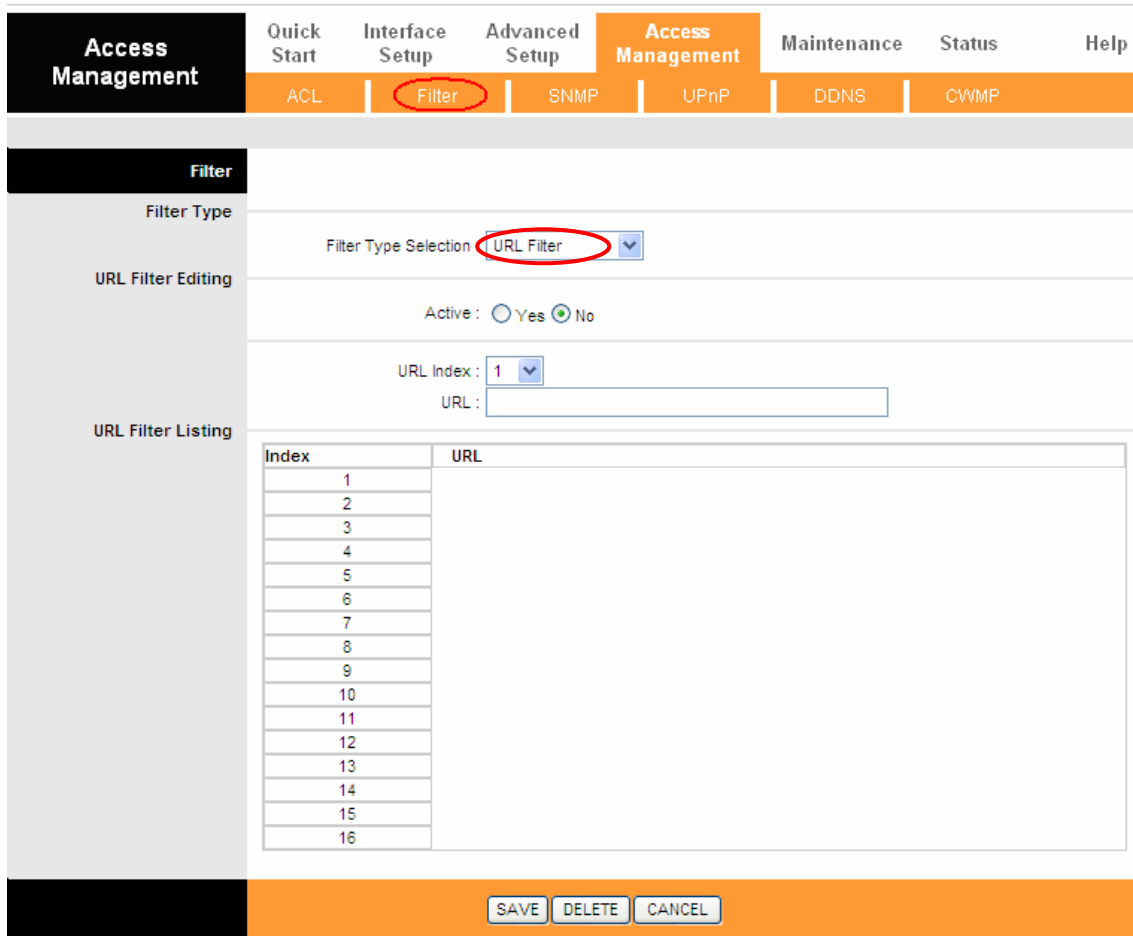 Access Management
Quick Start
Interface Setup
Advanced Setup
Access Management
Maintenance
Status
Help
ACL
Filter
SNMP
UPnP
DDNS
CWMP
Filter
Filter Type
Filter Type Selection : URL Filter
URL Filter Editing
Active : Yes No
URL Index : 1
URL :
URL Filter Listing
Index URL
1
2
3
4
5
6
7
8
9
10
11
12
13
14
15
16
SAVE DELETE CANCEL